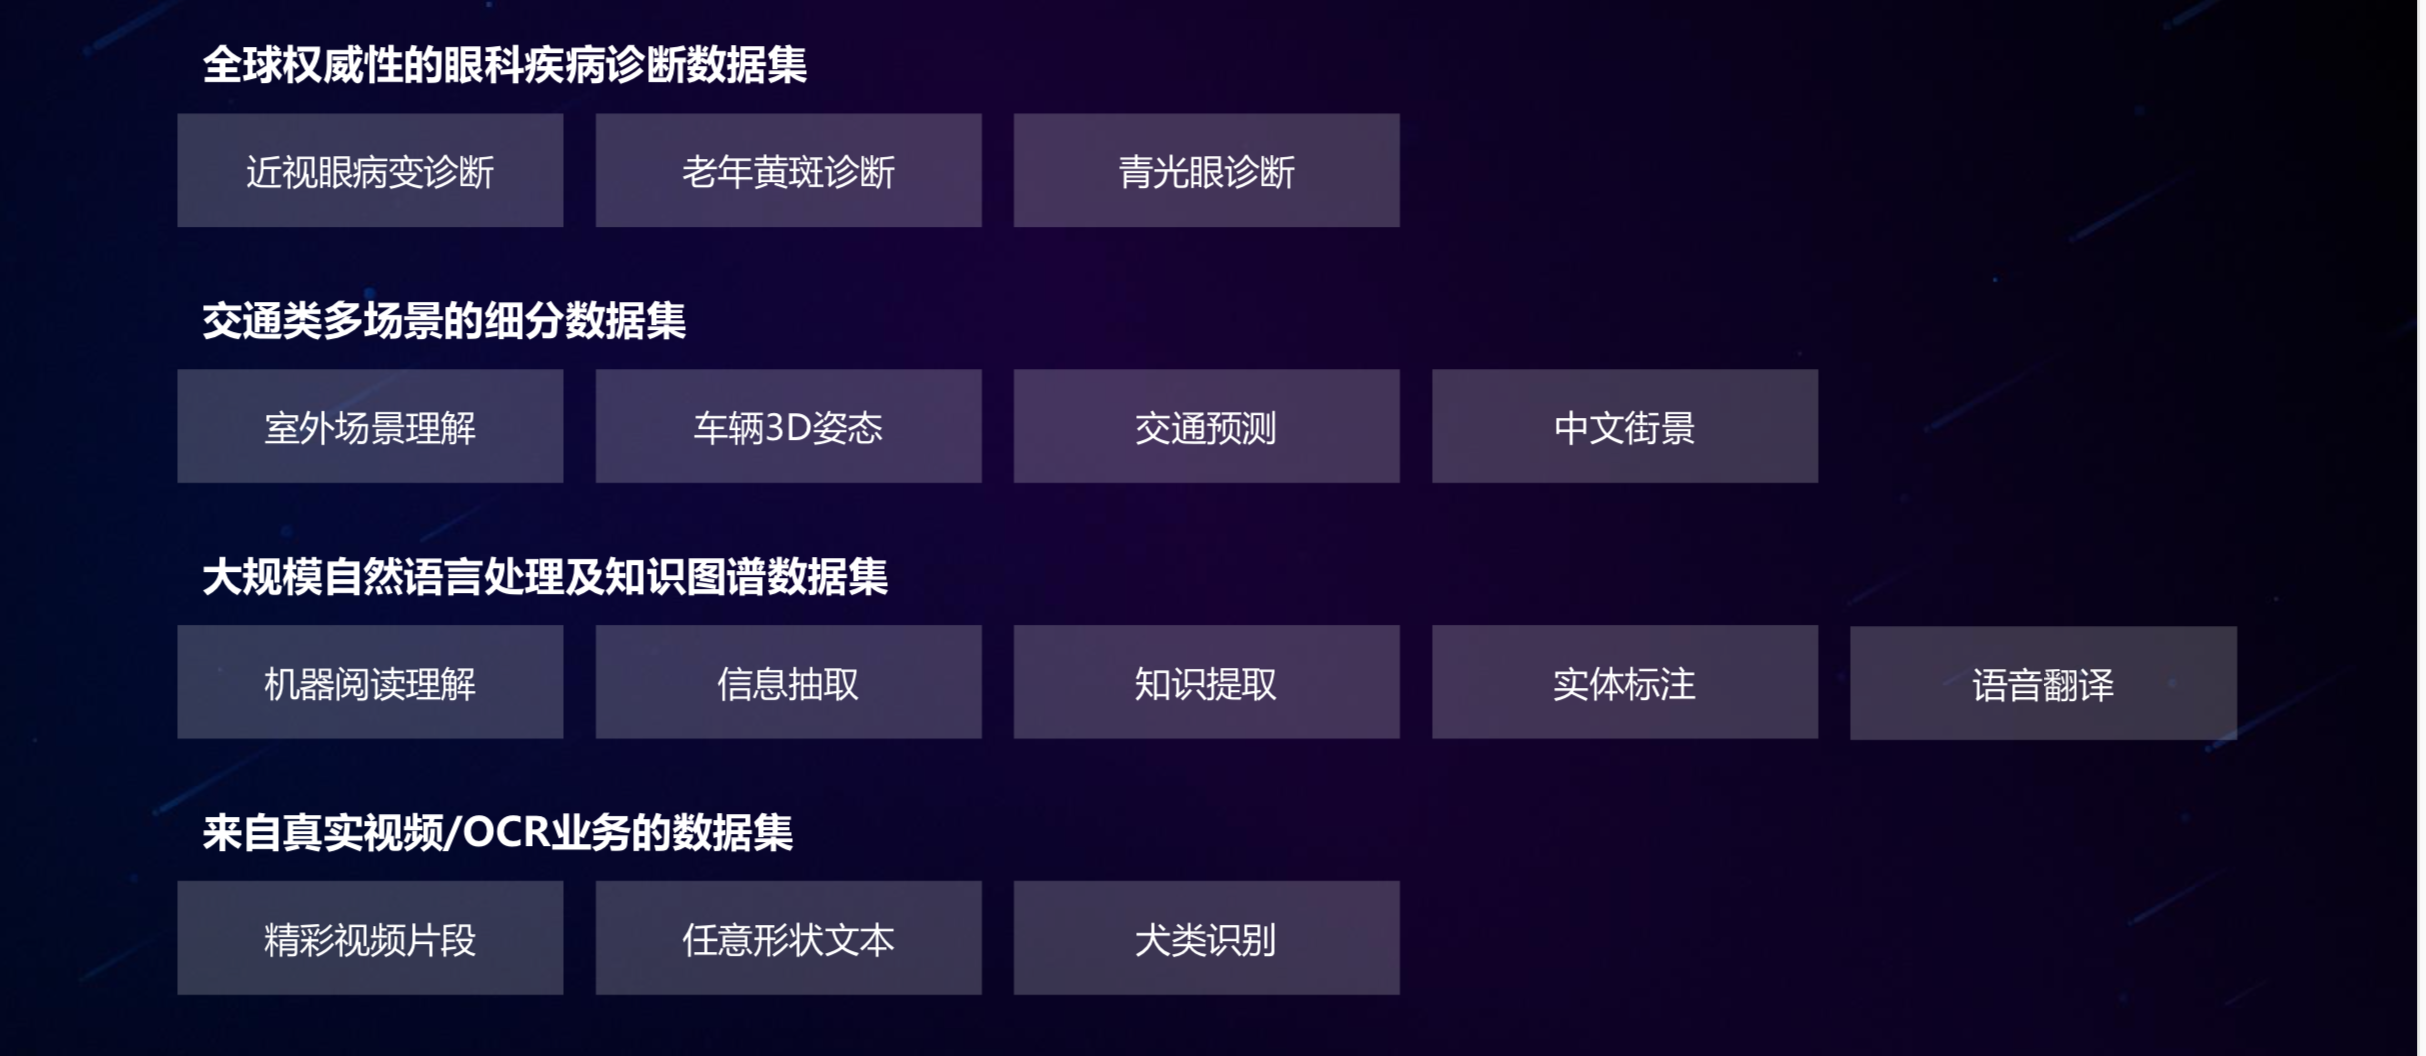 全球权威性的眼科疾病诊断数据集
近视眼病变诊断
老年黄斑诊断
青光眼诊断
交通类多场景的细分数据集
室外场景理解
车辆3D姿态
交通预测
中文街景
大规模自然语言处理及知识图谱数据集
机器阅读理解
信息抽取
知识提取
实体标注
语音翻译
来自真实视频/OCR业务的数据集
精彩视频片段
任意形状文本
犬类识别